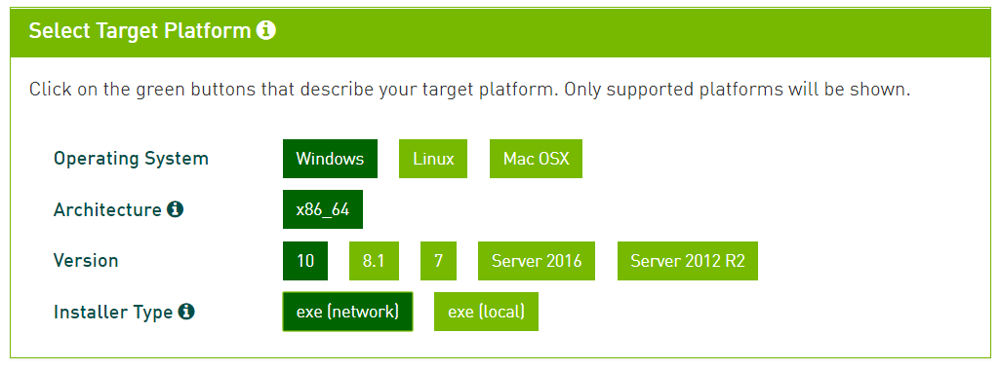 Select Target Platform
Click on the green buttons that describe your target platform. Only supported platforms will be shown.
Operating System Windows Linux Mac OSX
Architecture x86_64
Version 10 8.1 7 Server 2016 Server 2012 R2
Installer Type exe (network) exe (local)